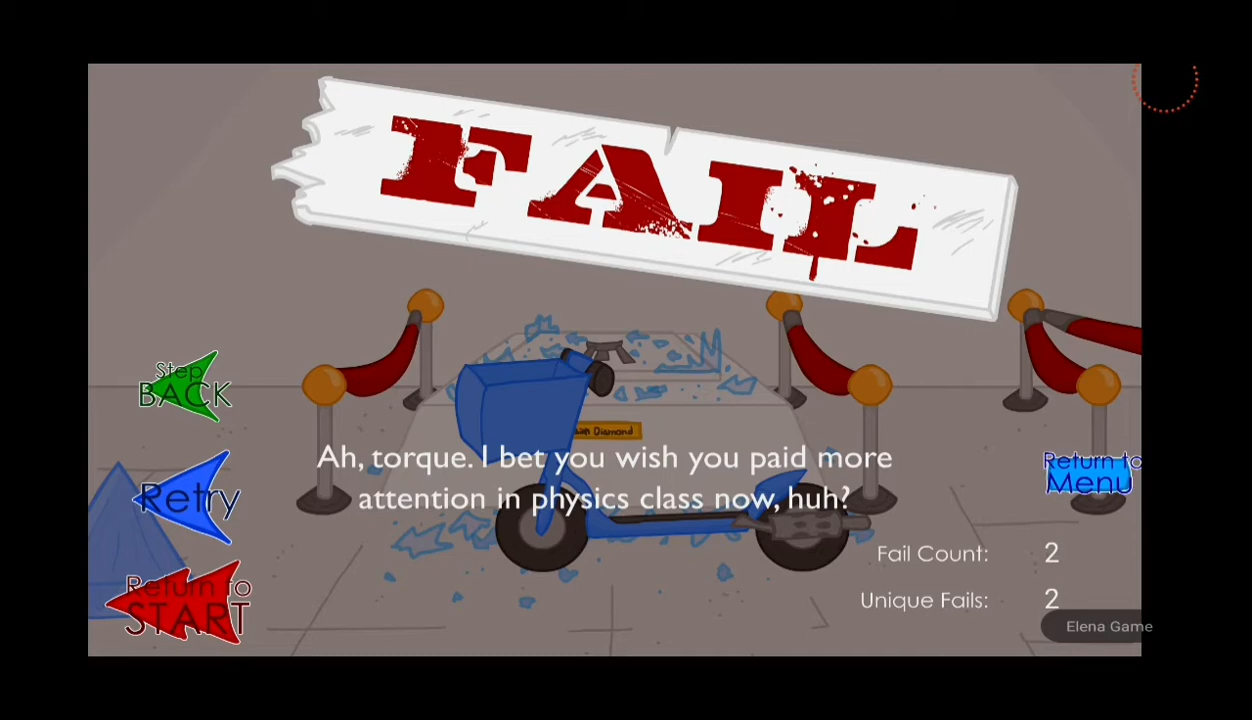 FAIL
Step
BACK
Ah, torque. I bet you wish you paid more
attention in physics class now, huh?
Retry
Return to
Menu
Return to
START
Fail Count: 2
Unique Fails: 2
Diamond
Elena Game